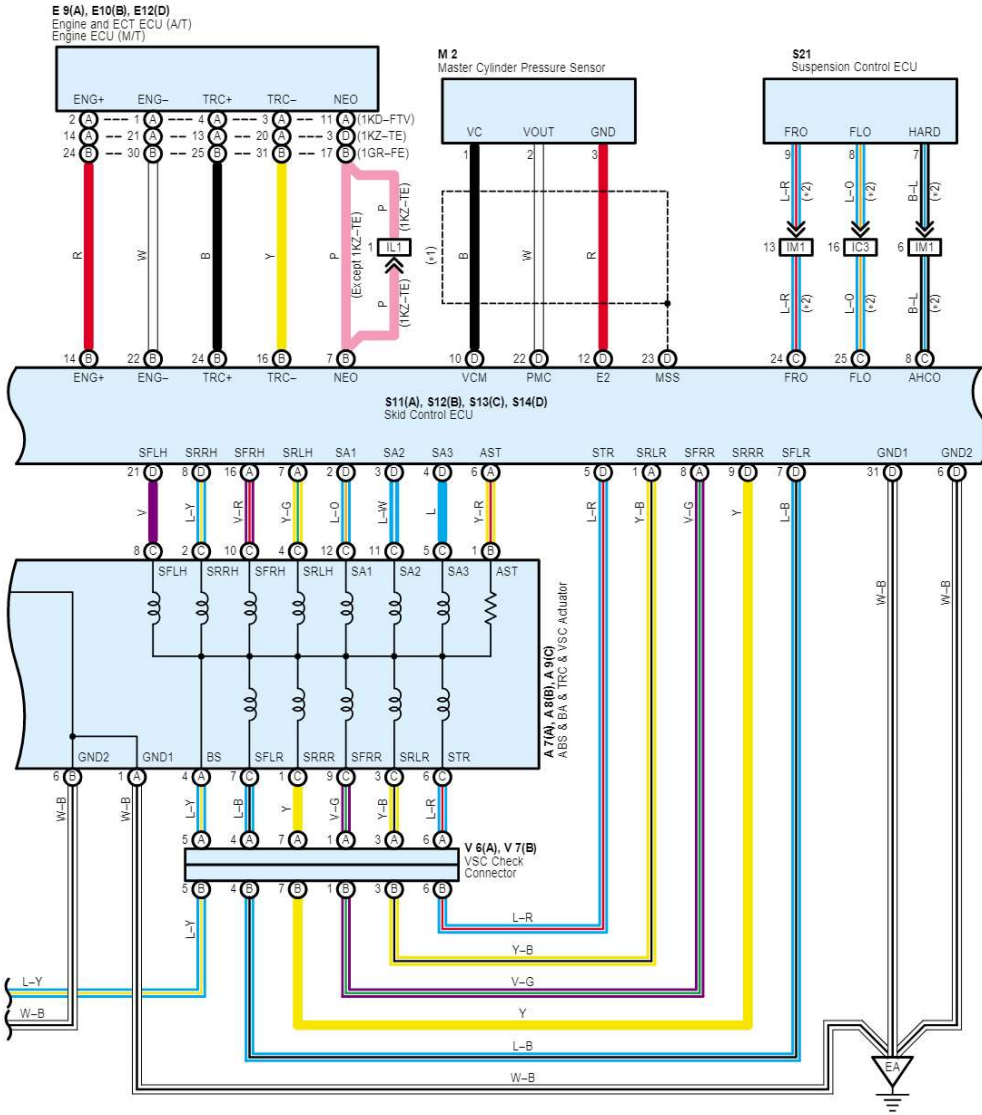 E 9(A), E10(B), E12(D)
Engine and ECT ECU (A/T)
Engine ECU (M/T)
M 2
Master Cylinder Pressure Sensor
S21
Suspension Control ECU
ENG+ ENG– TRC+ TRC– NEO
VC VOUT GND
FRO FLO HARD
2 A 1 A 4 A 3 A 11 A (1KD–FTV)
14 A 21 A 13 A 20 A 3 D (1KZ–TE)
24 B 30 B 25 B 31 B 17 B (1GR–FE)
1 2 3
9 8 7
R W B Y P
(Except 1KZ–TE)
P
(1KZ–TE)
1 IL1
P
(1KZ–TE)
(*1)
B W R
L–R (*2) L–O (*2) B–L (*2)
13 IM1 16 IC3 6 IM1
L–R (*2) L–O (*2) B–L (*2)
14 B 22 B 24 B 16 B 7 B 10 D 22 D 12 D 23 D 24 C 25 C 8 C
ENG+ ENG– TRC+ TRC– NEO VCM PMC E2 MSS FRO FLO AHCO
S11(A), S12(B), S13(C), S14(D)
Skid Control ECU
SFLH SRRH SFRH SRLH SA1 SA2 SA3 AST STR SRLR SFRR SRRR SFLR GND1 GND2
21 D 8 D 16 A 7 A 2 D 3 D 4 D 6 A 5 D 1 A 8 A 9 D 7 D 31 D 6 D
V L–Y V–R Y–G L–O L–W L Y–R L–R Y–B V–G Y L–B
8 C 2 C 10 C 4 C 12 C 11 C 5 C 1 B
SFLH SRRH SFRH SRLH SA1 SA2 SA3 AST
W–B W–B
A 7(A), A 8(B), A 9(C)
ABS & BA & TRC & VSC Actuator
GND2 GND1 BS SFLR SRRR SFRR SRLR STR
6 B 1 A 4 A 7 C 1 C 9 C 3 C 6 C
W–B W–B L–Y L–B Y V–G Y–B L–R
5 A 4 A 7 A 1 A 3 A 6 A
V 6(A), V 7(B)
VSC Check
Connector
5 B 4 B 7 B 1 B 3 B 6 B
L–Y
L–R
Y–B
L–Y
V–G
W–B
Y
L–B
W–B
EA